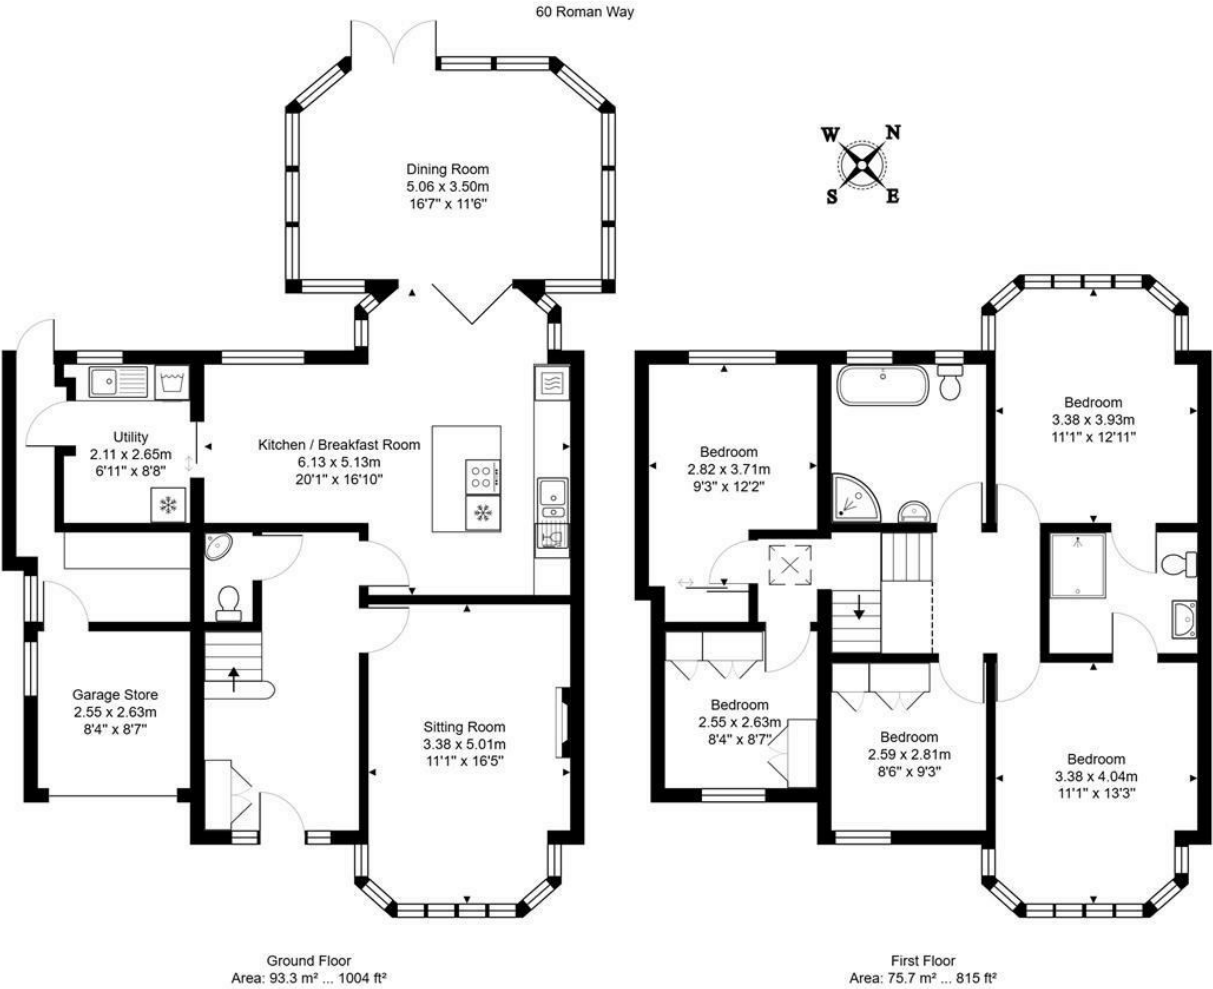 60 Roman Way
W N
S E
Dining Room
5.06 x 3.50m
16'7" x 11'6"
Utility
2.11 x 2.65m
6'11" x 8'8"
Kitchen / Breakfast Room
6.13 x 5.13m
20'1" x 16'10"
Garage Store
2.55 x 2.63m
8'4" x 8'7"
Sitting Room
3.38 x 5.01m
11'1" x 16'5"
Bedroom
2.82 x 3.71m
9'3" x 12'2"
Bedroom
3.38 x 3.93m
11'1" x 12'11"
Bedroom
2.55 x 2.63m
8'4" x 8'7"
Bedroom
2.59 x 2.81m
8'6" x 9'3"
Bedroom
3.38 x 4.04m
11'1" x 13'3"
Ground Floor
Area: 93.3 m² ... 1004 ft²
First Floor
Area: 75.7 m² ... 815 ft²